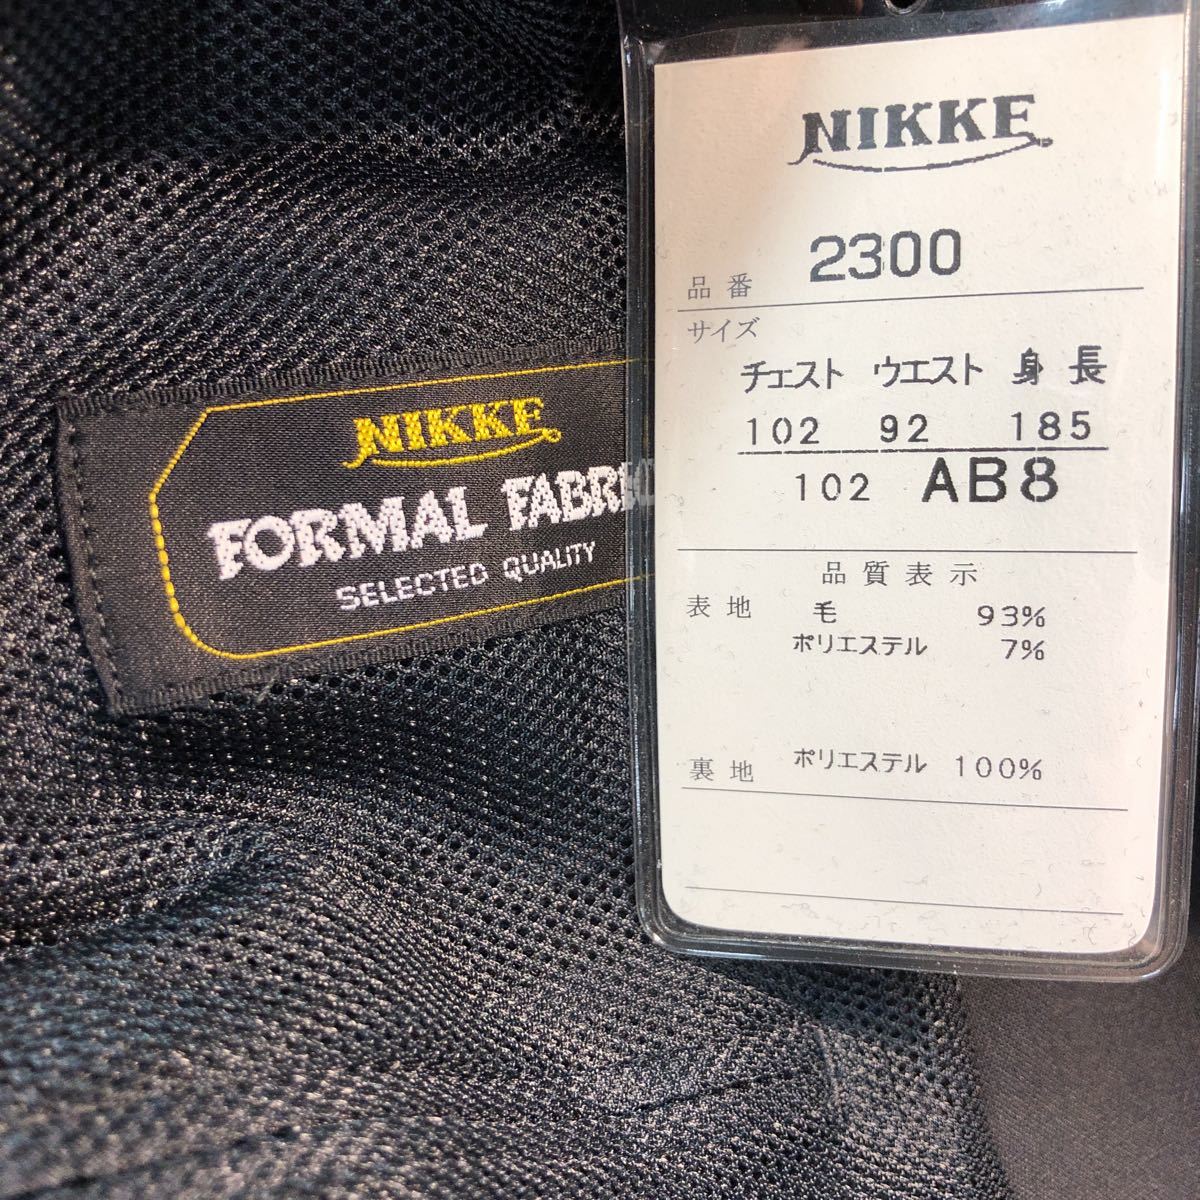 NIKKE
FORMAL FABRIC
SELECTED QUALITY
NIKKE
品番 2300
サイズ
チェスト ウエスト 身長
102 92 185
102 AB8
品質表示
表地 毛 93%
ポリエステル 7%
裏地 ポリエステル 100%